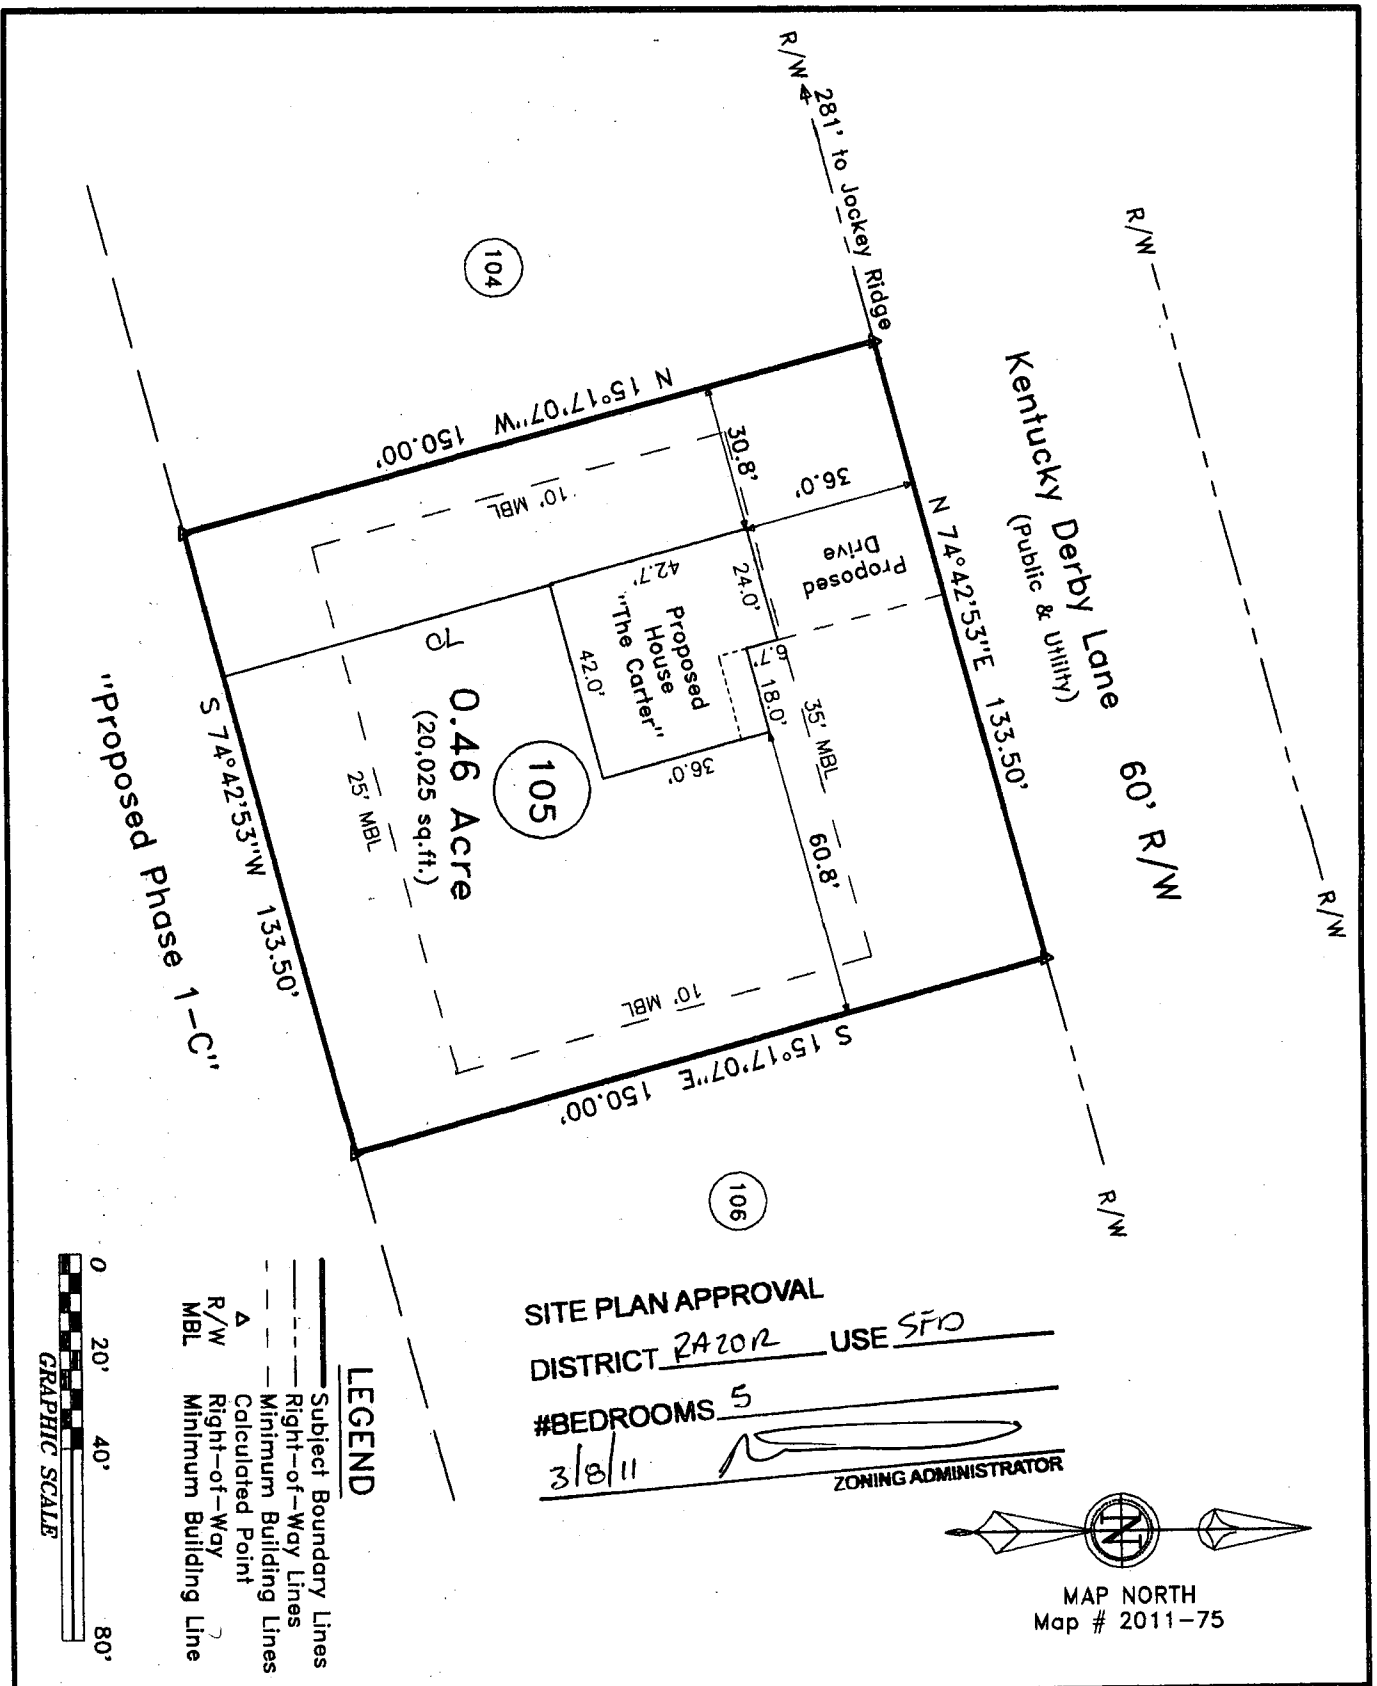 R/W
281' to Jockey Ridge
R/W
R/W
R/W
Kentucky Derby Lane
60' R/W
(Public & Utility)
N 74°42'53"E 133.50'
N 15°17'07"W 150.00'
S 15°17'07"E 150.00'
S 74°42'53"W 133.50'
104
105
106
0.46 Acre
(20,025 sq.ft.)
30.8'
36.0'
Proposed
Drive
24.0'
42.7'
6.7'
18.0'
Proposed
House
"The Carter"
42.0'
36.0'
60.8'
70
35' MBL
10' MBL
10' MBL
25' MBL
"Proposed Phase 1-C"
SITE PLAN APPROVAL
DISTRICT RA20R USE SFD
#BEDROOMS 5
3/8/11
ZONING ADMINISTRATOR
N
MAP NORTH
Map # 2011-75
LEGEND
Subject Boundary Lines
Right-of-Way Lines
Minimum Building Lines
Calculated Point
R/W Right-of-Way
MBL Minimum Building Line
0 20' 40' 80'
GRAPHIC SCALE